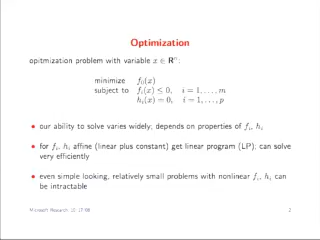 Optimization
opitmization problem with variable x ∈ Rⁿ:
minimize f₀(x)
subject to fᵢ(x) ≤ 0, i = 1, . . . , m
hᵢ(x) = 0, i = 1, . . . , p
• our ability to solve varies widely; depends on properties of fᵢ, hᵢ
• for fᵢ, hᵢ affine (linear plus constant) get linear program (LP); can solve
very efficiently
• even simple looking, relatively small problems with nonlinear fᵢ, hᵢ can
be intractable
Microsoft Research
2